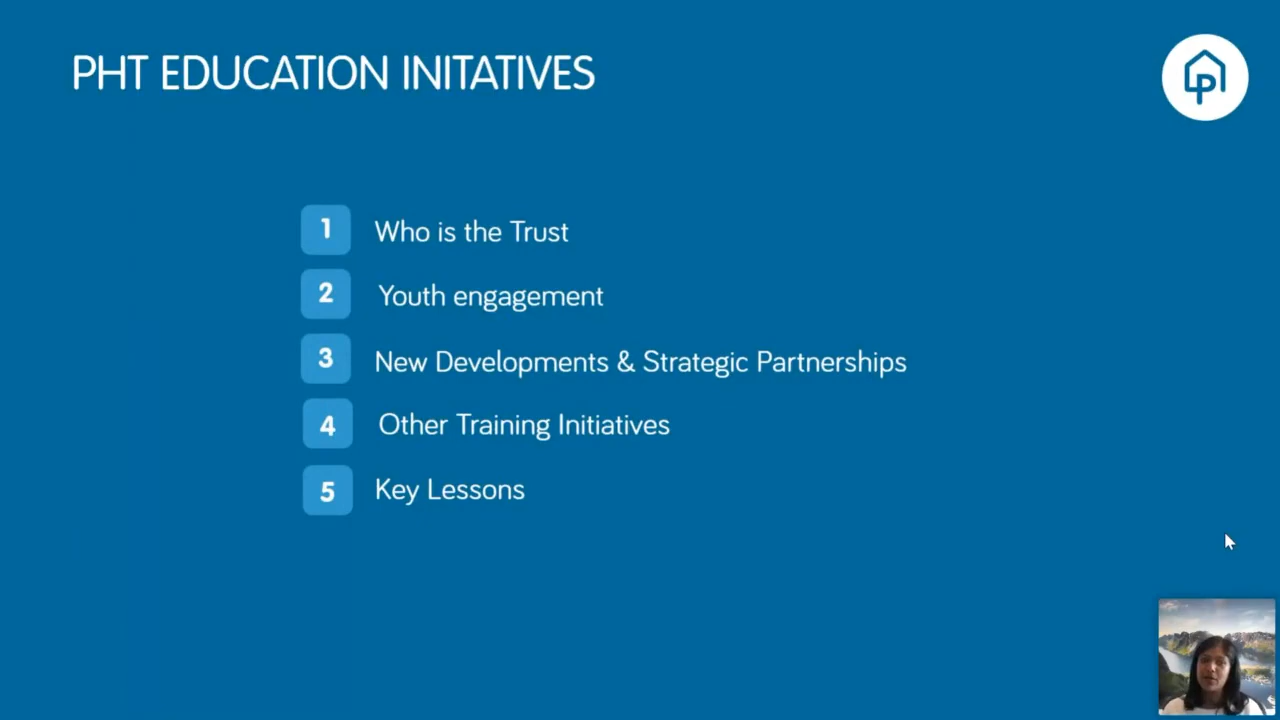 PHT EDUCATION INITATIVES
1 Who is the Trust
2 Youth engagement
3 New Developments & Strategic Partnerships
4 Other Training Initiatives
5 Key Lessons